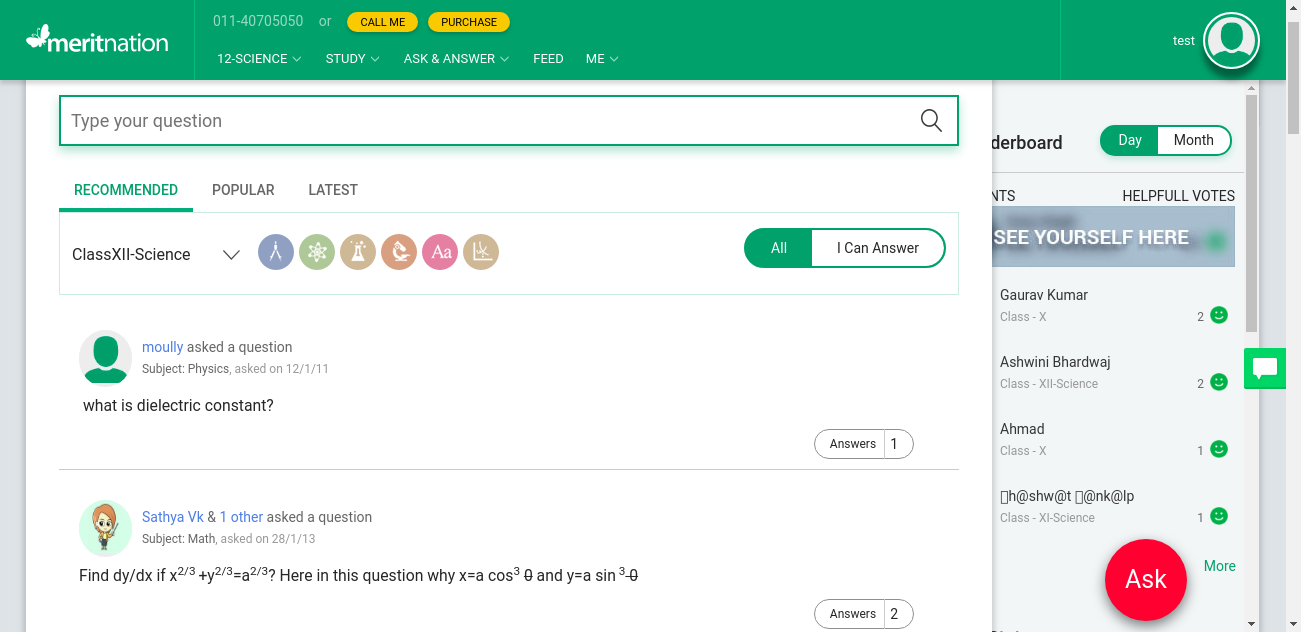 meritnation
011-40705050 or CALL ME PURCHASE
12-SCIENCE STUDY ASK & ANSWER FEED ME
test
Type your question
RECOMMENDED POPULAR LATEST
ClassXII-Science
Aa
All I Can Answer
moully asked a question
Subject: Physics, asked on 12/1/11
what is dielectric constant?
Answers 1
Sathya Vk & 1 other asked a question
Subject: Math, asked on 28/1/13
Find dy/dx if x^2/3 +y^2/3=a^2/3? Here in this question why x=a cos^3 θ and y=a sin^3 θ
Answers 2
derboard
Day Month
NTS HELPFULL VOTES
SEE YOURSELF HERE
Gaurav Kumar
Class - X 2
Ashwini Bhardwaj
Class - XII-Science 2
Ahmad
Class - X 1
h@shw@t @nk@lp
Class - XI-Science 1
More
Ask